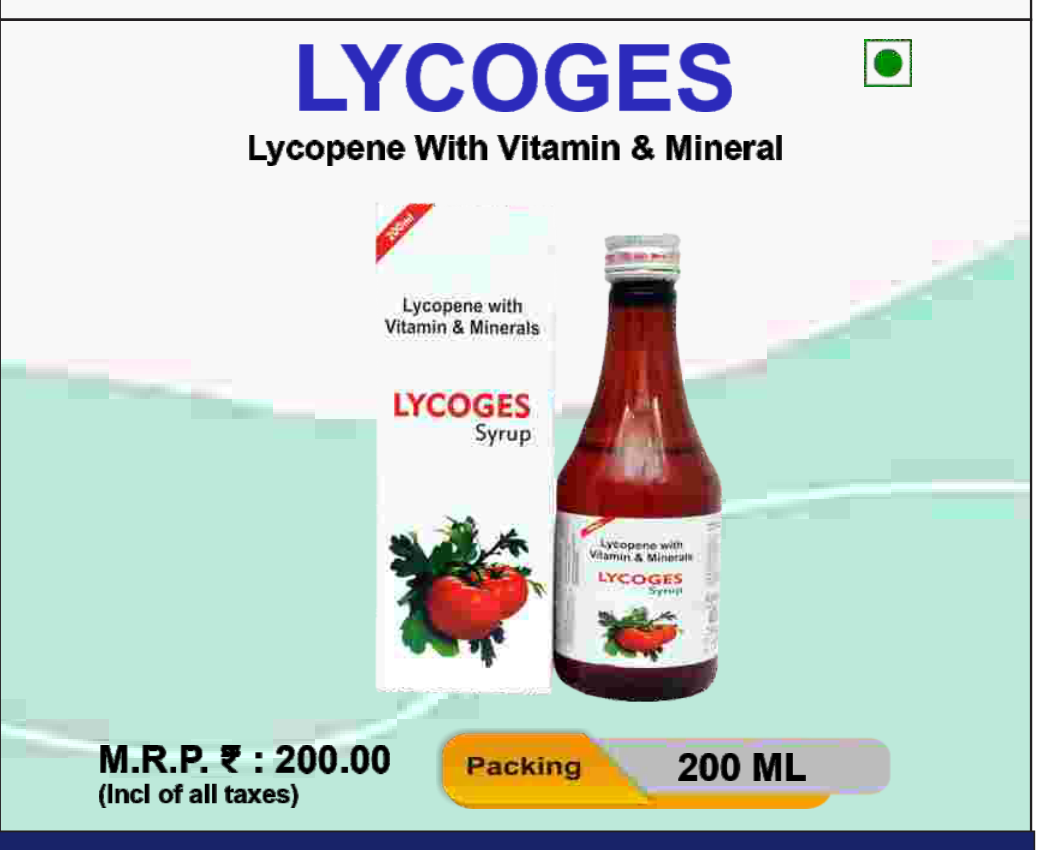 LYCOGES
Lycopene With Vitamin & Mineral
200ml
Lycopene with
Vitamin & Minerals
LYCOGES
Syrup
Lycopene with
Vitamin & Minerals
LYCOGES
Syrup
M.R.P. ₹ : 200.00
(Incl of all taxes)
Packing
200 ML